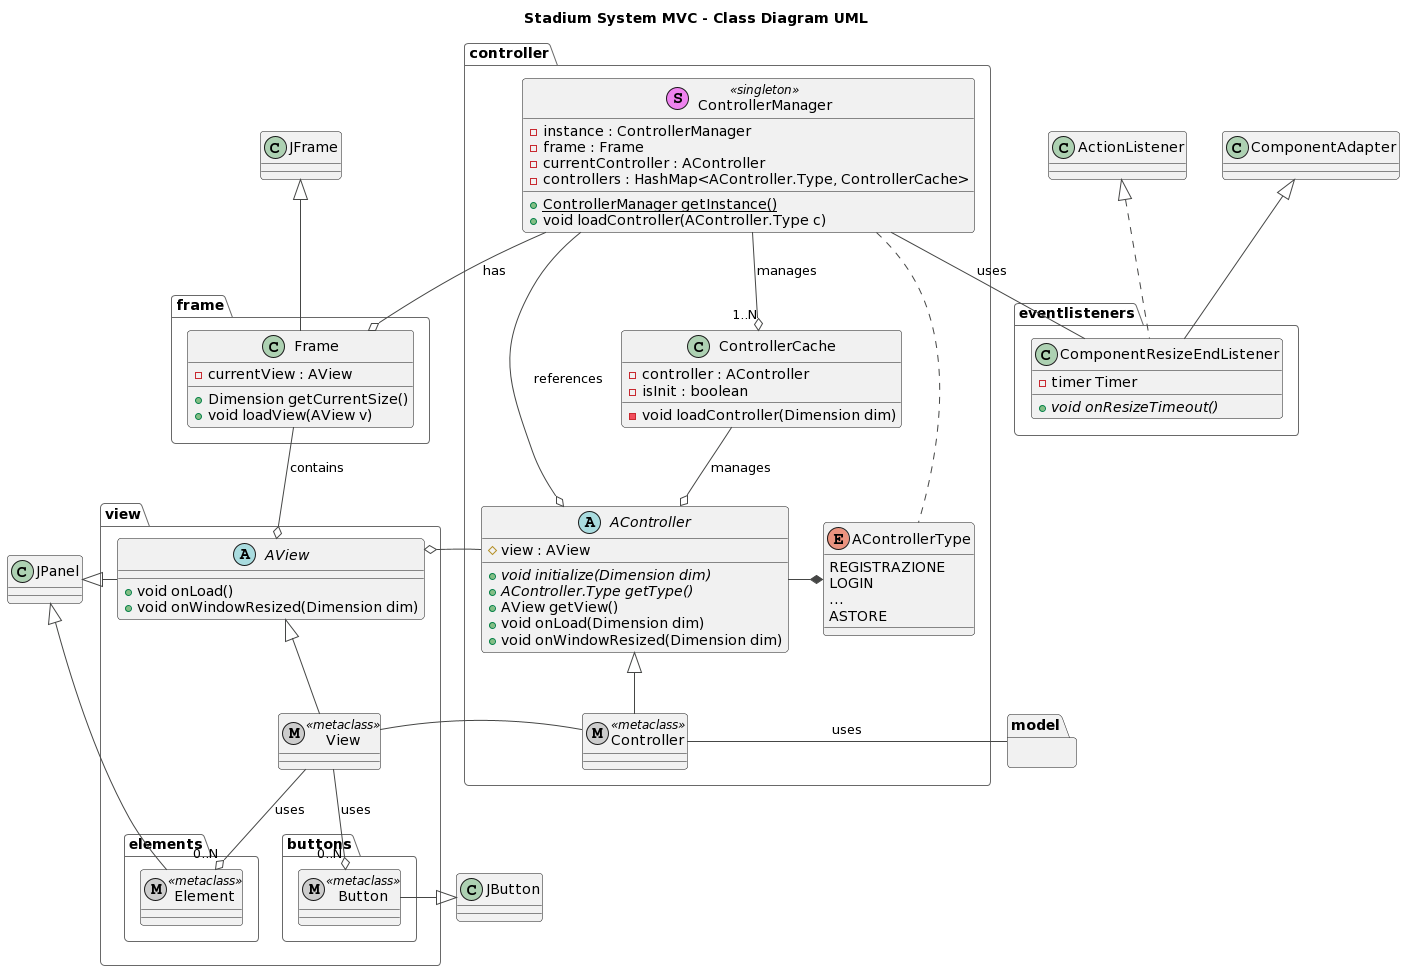 Stadium System MVC - Class Diagram UML
controller
S
«singleton»
ControllerManager
instance : ControllerManager
frame : Frame
currentController : AController
controllers : HashMap<AController.Type, ControllerCache>
ControllerManager getInstance()
void loadController(AController.Type c)
C JFrame
C ActionListener
C ComponentAdapter
has
manages
uses
1..N
frame
C Frame
currentView : AView
Dimension getCurrentSize()
void loadView(AView v)
C ControllerCache
controller : AController
isInit : boolean
void loadController(Dimension dim)
eventlisteners
C ComponentResizeEndListener
timer Timer
void onResizeTimeout()
references
contains
manages
view
A AView
void onLoad()
void onWindowResized(Dimension dim)
C JPanel
A AController
view : AView
void initialize(Dimension dim)
AController.Type getType()
AView getView()
void onLoad(Dimension dim)
void onWindowResized(Dimension dim)
E AControllerType
REGISTRAZIONE
LOGIN
...
ASTORE
M
«metaclass»
View
M
«metaclass»
Controller
uses
model
uses
uses
elements
0..N
M
«metaclass»
Element
buttons
0..N
M
«metaclass»
Button
C JButton